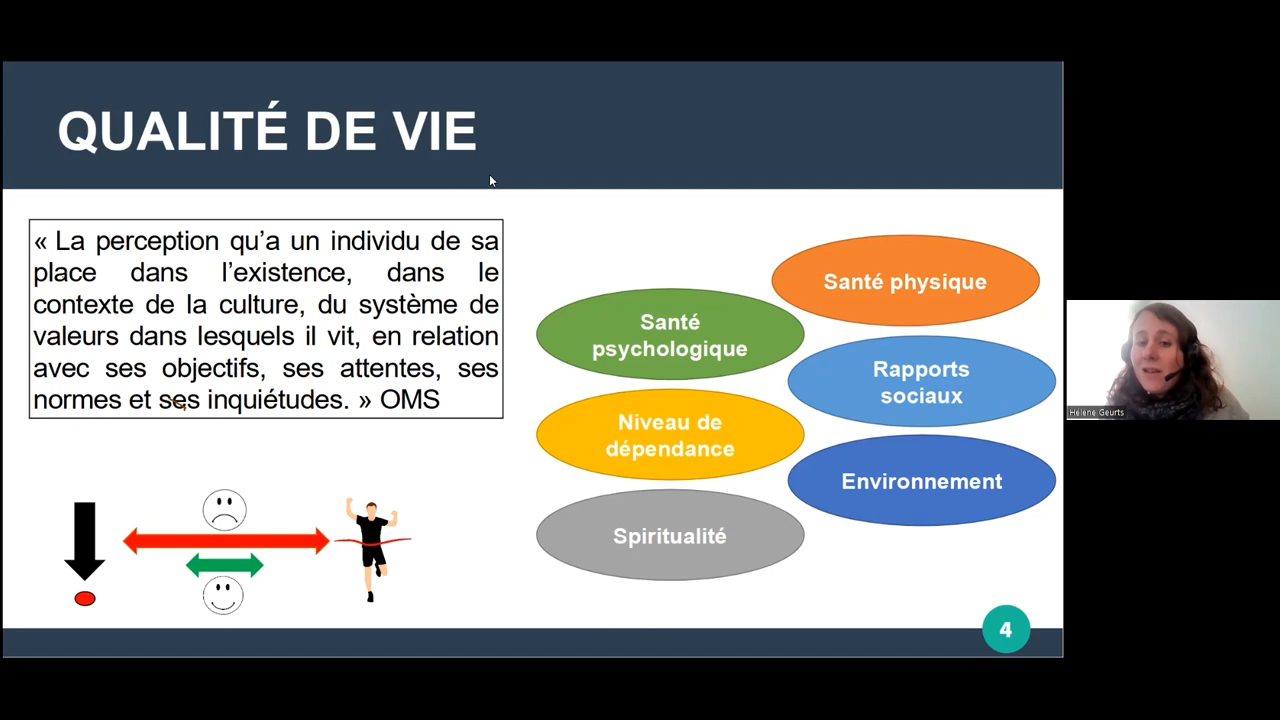 QUALITÉ DE VIE
« La perception qu’a un individu de sa
place dans l’existence, dans le
contexte de la culture, du système de
valeurs dans lesquels il vit, en relation
avec ses objectifs, ses attentes, ses
normes et ses inquiétudes. » OMS
Santé physique
Santé
psychologique
Rapports
sociaux
Niveau de
dépendance
Environnement
Spiritualité
4
Hélène Geurts